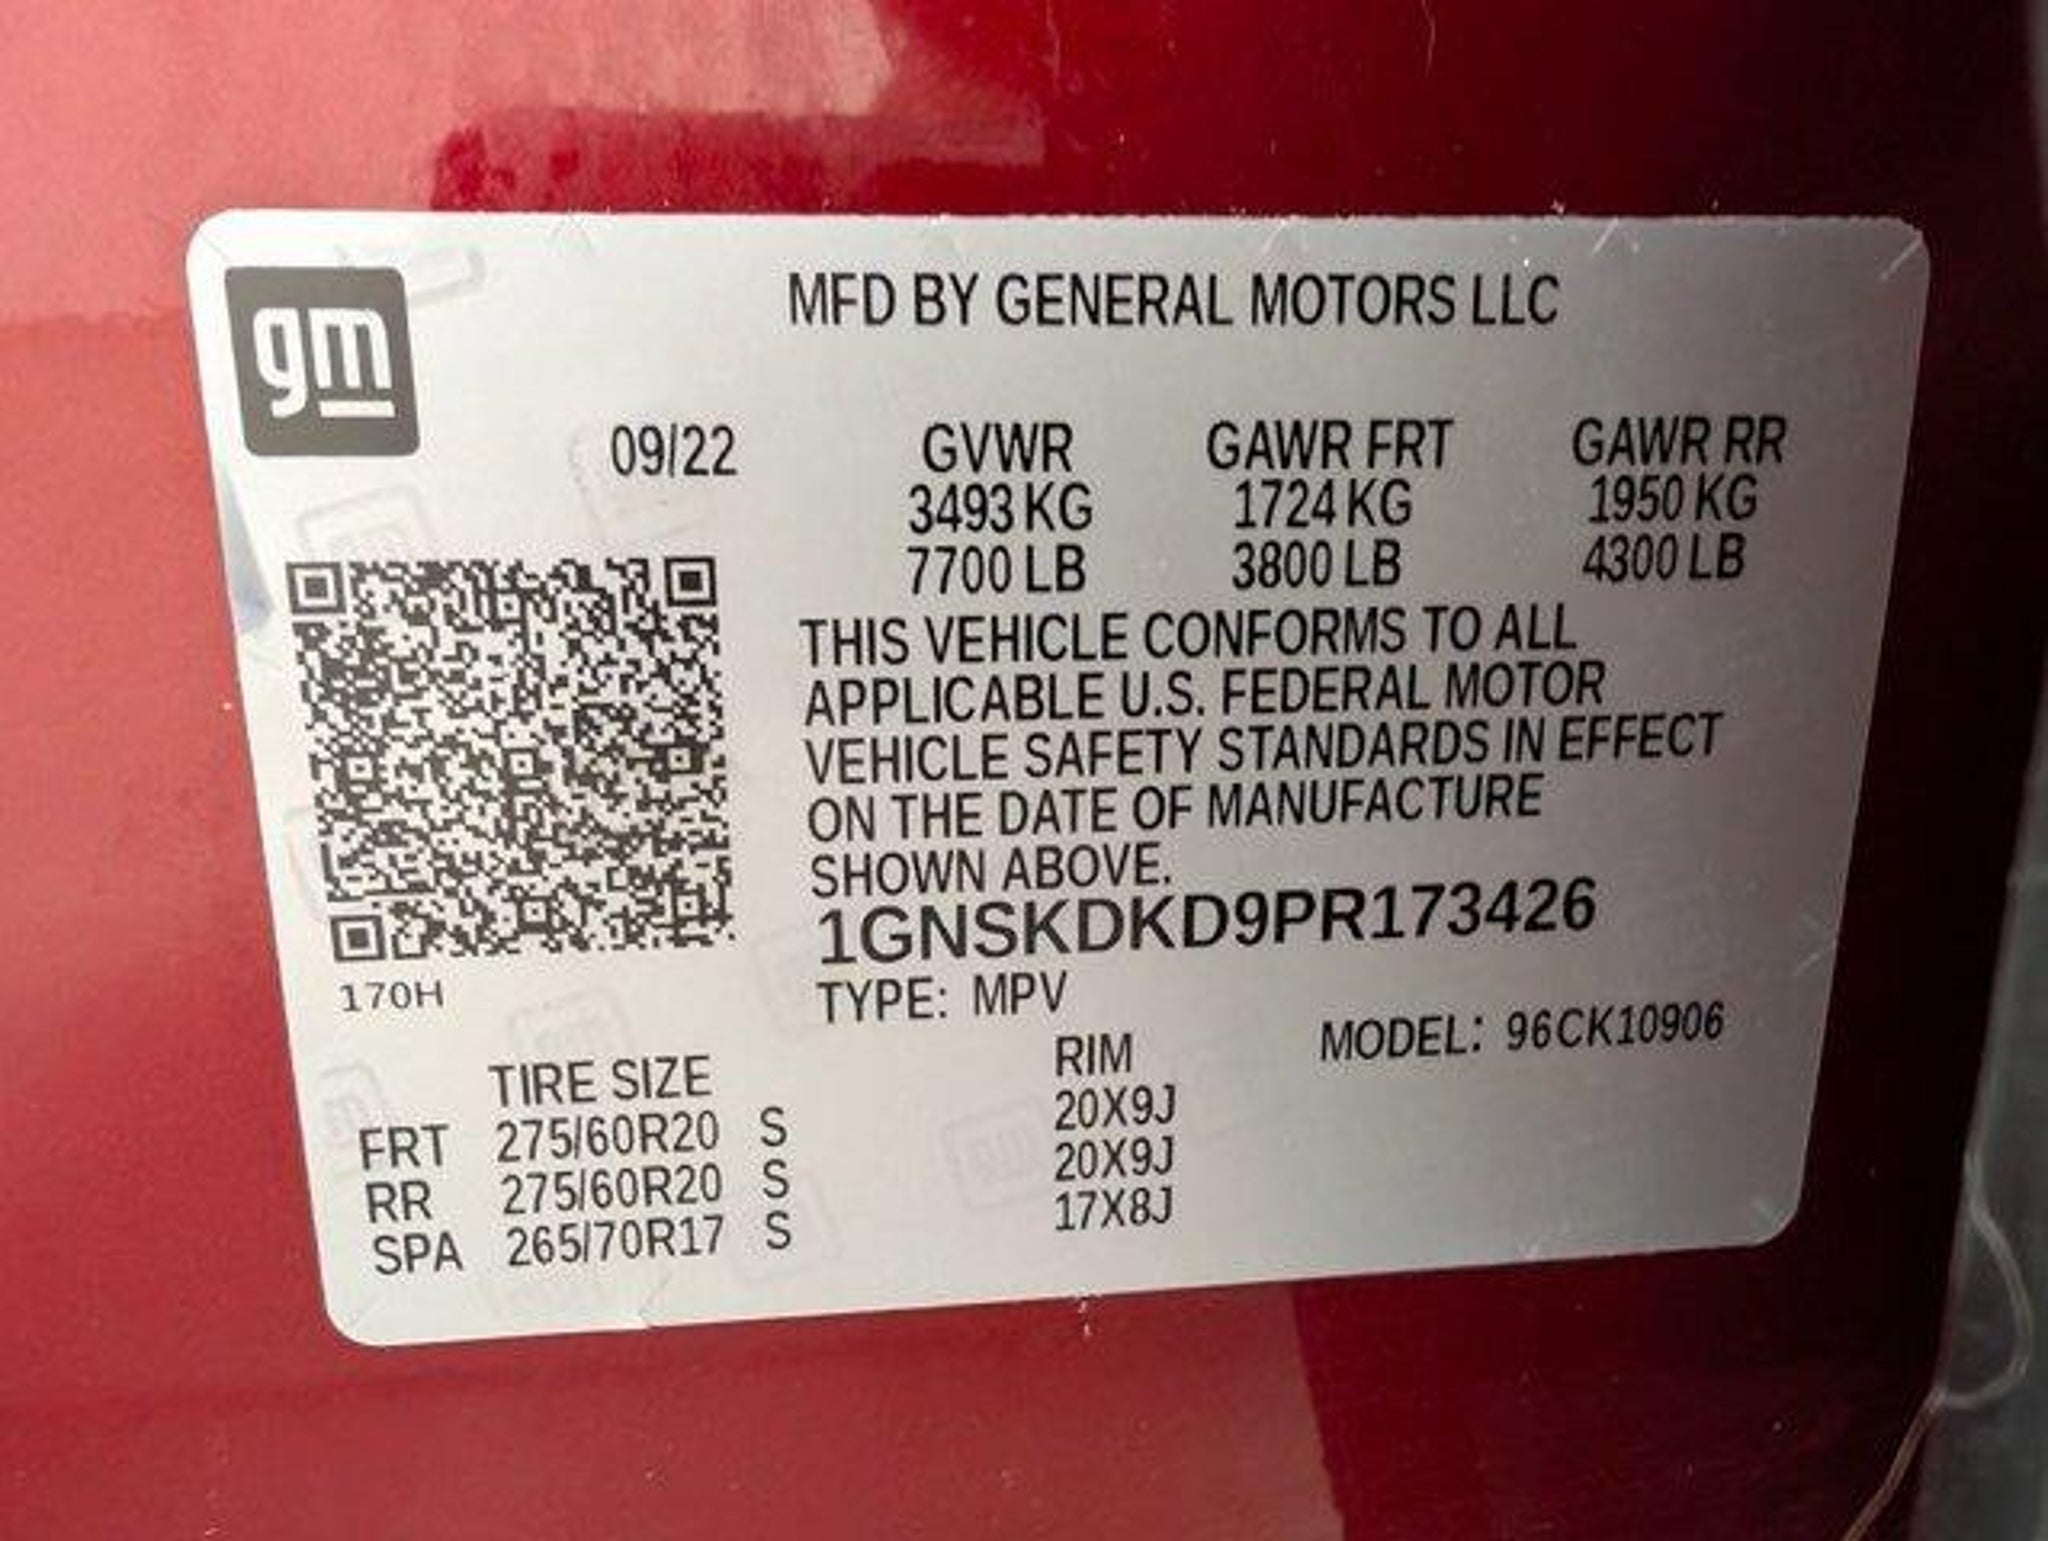 gm
MFD BY GENERAL MOTORS LLC
09/22 GVWR GAWR FRT GAWR RR
3493 KG 1724 KG 1950 KG
7700 LB 3800 LB 4300 LB
THIS VEHICLE CONFORMS TO ALL
APPLICABLE U.S. FEDERAL MOTOR
VEHICLE SAFETY STANDARDS IN EFFECT
ON THE DATE OF MANUFACTURE
SHOWN ABOVE.
1GNSKDKD9PR173426
170H
TYPE: MPV
MODEL: 96CK10906
TIRE SIZE RIM
FRT 275/60R20 S 20X9J
RR 275/60R20 S 20X9J
SPA 265/70R17 S 17X8J